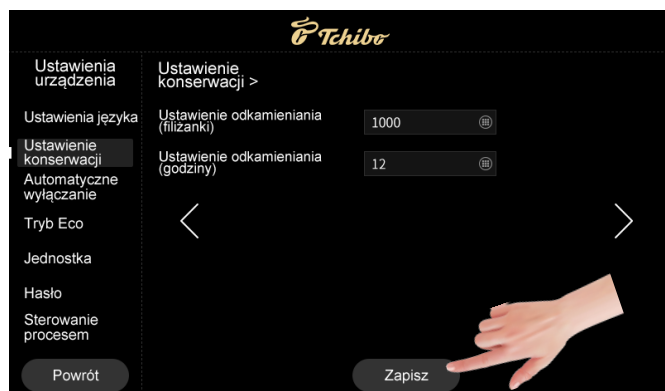 Tchibo
Ustawienia
urządzenia
Ustawienia języka
Ustawienie
konserwacji
Automatyczne
wyłączanie
Tryb Eco
Jednostka
Hasło
Sterowanie
procesem
Powrót
Ustawienie
konserwacji >
Ustawienie odkamieniania
(filiżanki)
1000
Ustawienie odkamieniania
(godziny)
12
Zapisz